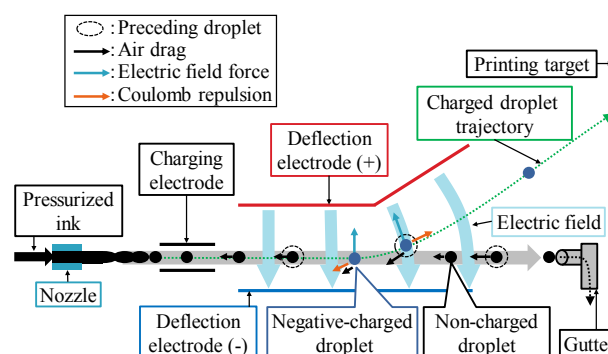 : Preceding droplet
: Air drag
: Electric field force
: Coulomb repulsion
Printing target
Charged droplet
trajectory
Deflection
electrode (+)
Charging
electrode
Pressurized
ink
Electric field
Nozzle
Deflection
electrode (-)
Negative-charged
droplet
Non-charged
droplet
Gutte